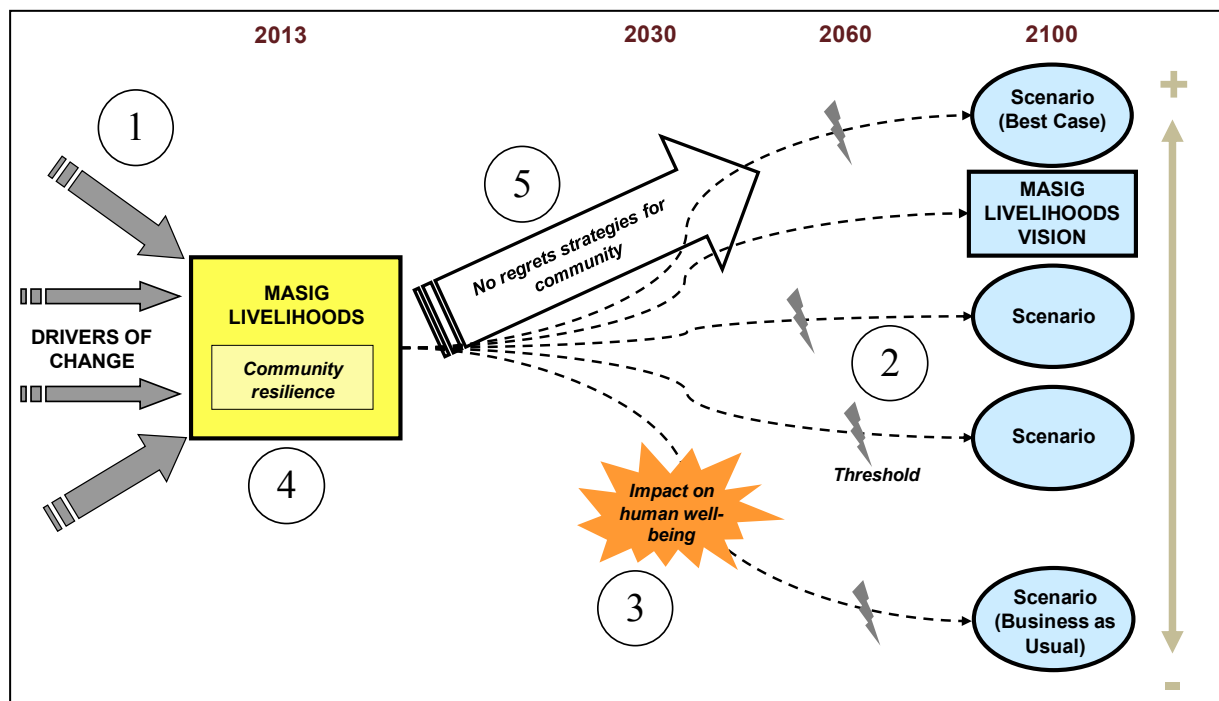 2013
2030
2060
2100
1
DRIVERS OF
CHANGE
MASIG
LIVELIHOODS
Community
resilience
4
5
No regrets strategies for
community
2
Threshold
Impact on
human well-
being
3
Scenario
(Best Case)
MASIG
LIVELIHOODS
VISION
Scenario
Scenario
Scenario
(Business as
Usual)
+
-